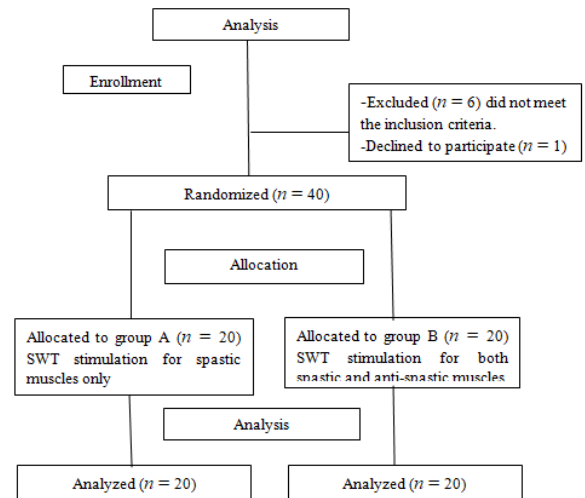 Analysis
Enrollment
-Excluded (n = 6) did not meet
the inclusion criteria.
-Declined to participate (n = 1)
Randomized (n = 40)
Allocation
Allocated to group A (n = 20)
SWT stimulation for spastic
muscles only
Allocated to group B (n = 20)
SWT stimulation for both
spastic and anti-spastic muscles
Analysis
Analyzed (n = 20)
Analyzed (n = 20)